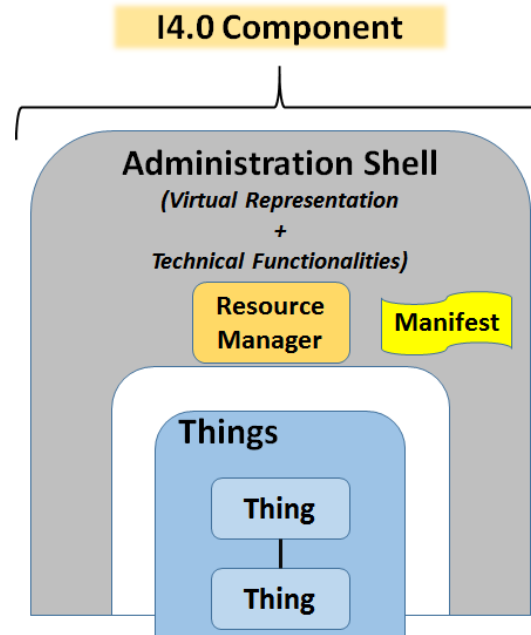 I4.0 Component
Administration Shell
(Virtual Representation
+
Technical Functionalities)
Resource
Manager
Manifest
Things
Thing
Thing